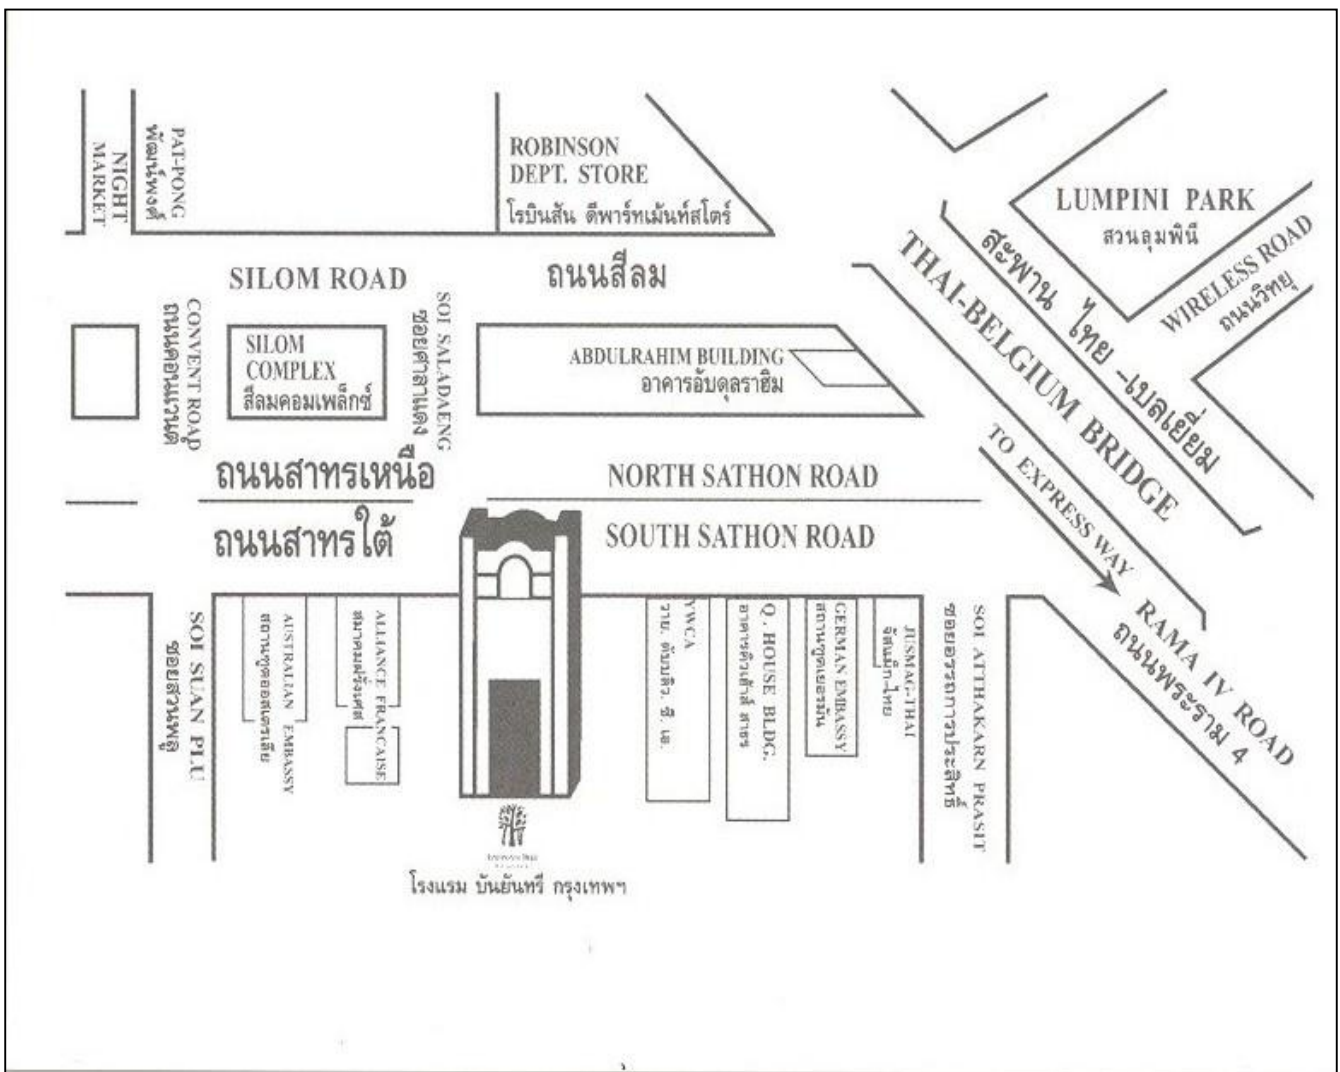 PAT-PONG
พัฒน์พงศ์
NIGHT
MARKET
ROBINSON
DEPT. STORE
โรบินสัน ดีพาร์ทเม้นท์สโตร์
LUMPINI PARK
สวนลุมพินี
WIRELESS ROAD
ถนนวิทยุ
SILOM ROAD
ถนนสีลม
สะพาน ไทย -เบลเยี่ยม
THAI-BELGIUM BRIDGE
CONVENT ROAD
ถนนคอนแวนต์
SILOM
COMPLEX
สีลมคอมเพล็กซ์
SOI SALADAENG
ซอยศาลาแดง
ABDULRAHIM BUILDING
อาคารอับดุลราฮิม
TO EXPRESS WAY
ถนนสาทรเหนือ
NORTH SATHON ROAD
ถนนสาทรใต้
SOUTH SATHON ROAD
RAMA IV ROAD
ถนนพระราม 4
SOI SUAN PLU
ซอยสวนพลู
AUSTRALIAN EMBASSY
สถานฑูตออสเตรเลีย
ALLIANCE FRANCAISE
สมาคมฝรั่งเศส
YWCA
วาย. ดับบลิว. ซี. เอ.
Q . HOUSE BLDG.
อาคารคิวเฮ้าส์ สาธร
GERMAN EMBASSY
สถานฑูตเยอรมัน
JUSMAG-THAI
จัสแม็ก-ไทย
SOI ATTHAKARN PRASIT
ซอยอรรถการประสิทธิ์
โรงแรม บันยันทรี กรุงเทพฯ